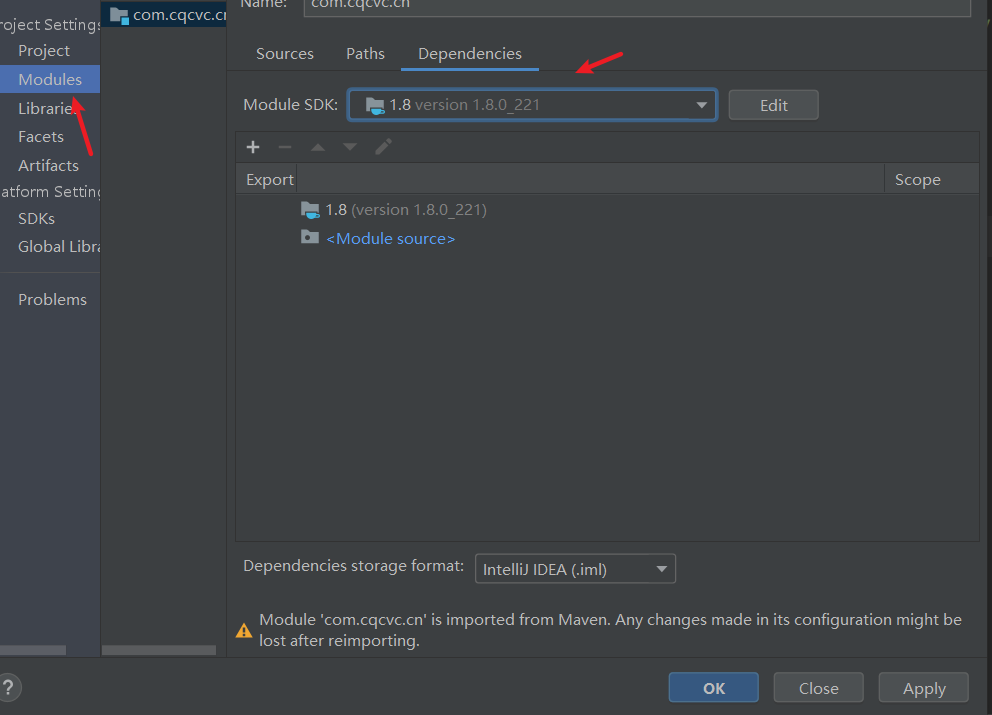 Name: com.cqcvc.cn
roject Settings
com.cqcvc.cn
Project
Sources Paths Dependencies
Modules
Module SDK: 1.8 version 1.8.0_221 Edit
Libraries
Facets
Artifacts
Export Scope
atform Setting
1.8 (version 1.8.0_221)
SDKs
<Module source>
Global Libra
Problems
Dependencies storage format: IntelliJ IDEA (.iml)
Module 'com.cqcvc.cn' is imported from Maven. Any changes made in its configuration might be
lost after reimporting.
? OK Close Apply